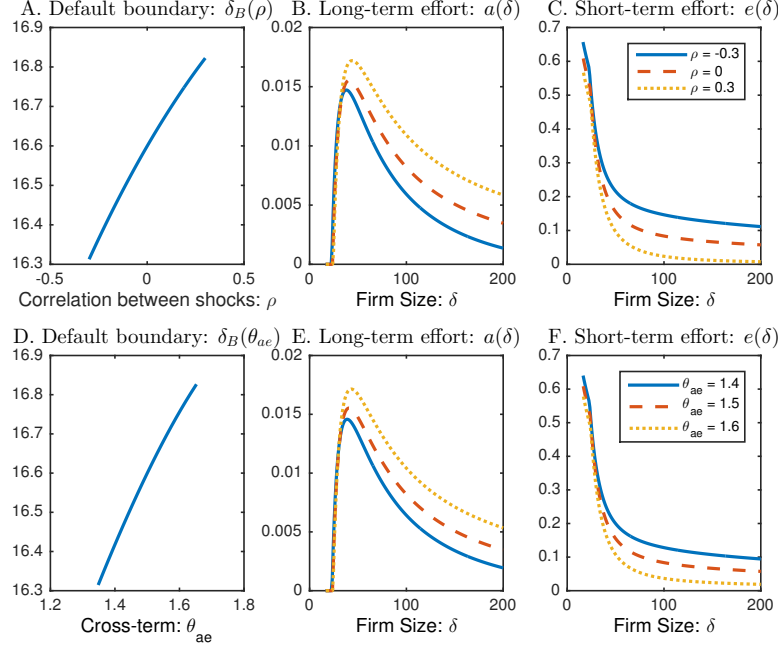 A. Default boundary: δ_B(ρ)
16.9
16.8
16.7
16.6
16.5
16.4
16.3
-0.5 0 0.5
Correlation between shocks: ρ
B. Long-term effort: a(δ)
0.02
0.015
0.01
0.005
0
0 100 200
Firm Size: δ
C. Short-term effort: e(δ)
0.7
0.6
0.5
0.4
0.3
0.2
0.1
0
0 100 200
Firm Size: δ
ρ = -0.3
ρ = 0
ρ = 0.3
D. Default boundary: δ_B(θ_ae)
16.9
16.8
16.7
16.6
16.5
16.4
16.3
1.2 1.4 1.6 1.8
Cross-term: θ_ae
E. Long-term effort: a(δ)
0.02
0.015
0.01
0.005
0
0 100 200
Firm Size: δ
F. Short-term effort: e(δ)
0.7
0.6
0.5
0.4
0.3
0.2
0.1
0
0 100 200
Firm Size: δ
θ_ae = 1.4
θ_ae = 1.5
θ_ae = 1.6